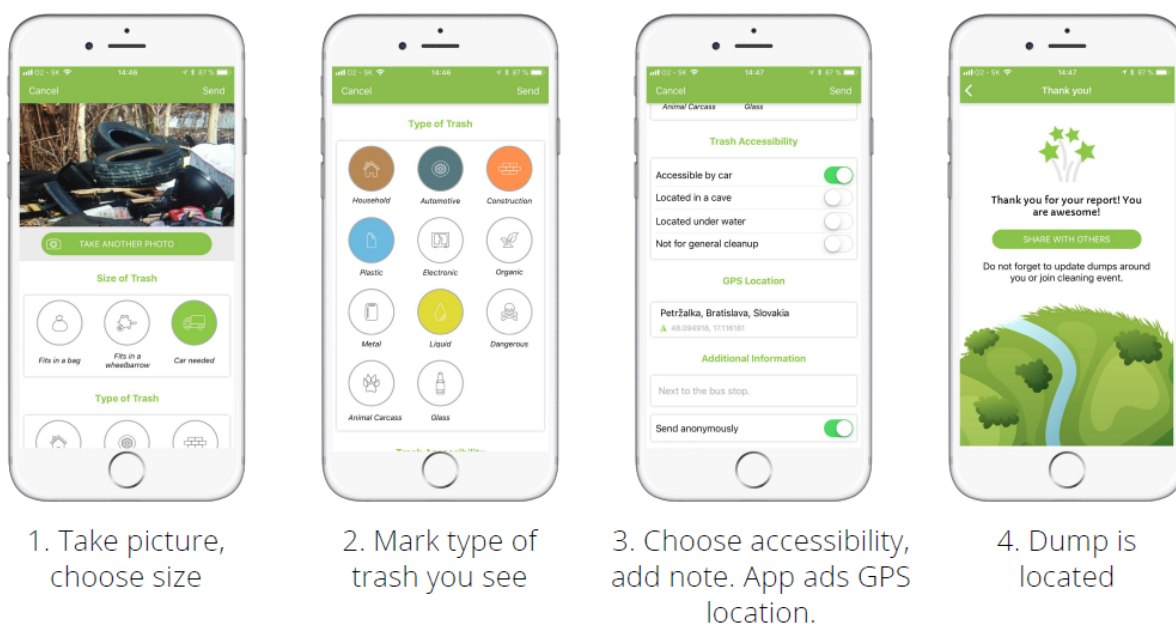 O2 - SK 14:46 87 %
Cancel Send
TAKE ANOTHER PHOTO
Size of Trash
Fits in a bag
Fits in a
wheelbarrow
Car needed
Type of Trash
1. Take picture,
choose size
O2 - SK 14:46 87 %
Cancel Send
Type of Trash
Household Automotive Construction
Plastic Electronic Organic
Metal Liquid Dangerous
Animal Carcass Glass
Trash Accessibility
2. Mark type of
trash you see
O2 - SK 14:47 87 %
Cancel Send
Animal Carcass Glass
Trash Accessibility
Accessible by car
Located in a cave
Located under water
Not for general cleanup
GPS Location
Petržalka, Bratislava, Slovakia
48.094918, 17.116161
Additional Information
Next to the bus stop.
Send anonymously
3. Choose accessibility,
add note. App ads GPS
location.
O2 - SK 14:47 87 %
Thank you!
Thank you for your report! You
are awesome!
SHARE WITH OTHERS
Do not forget to update dumps around
you or join cleaning event.
4. Dump is
located